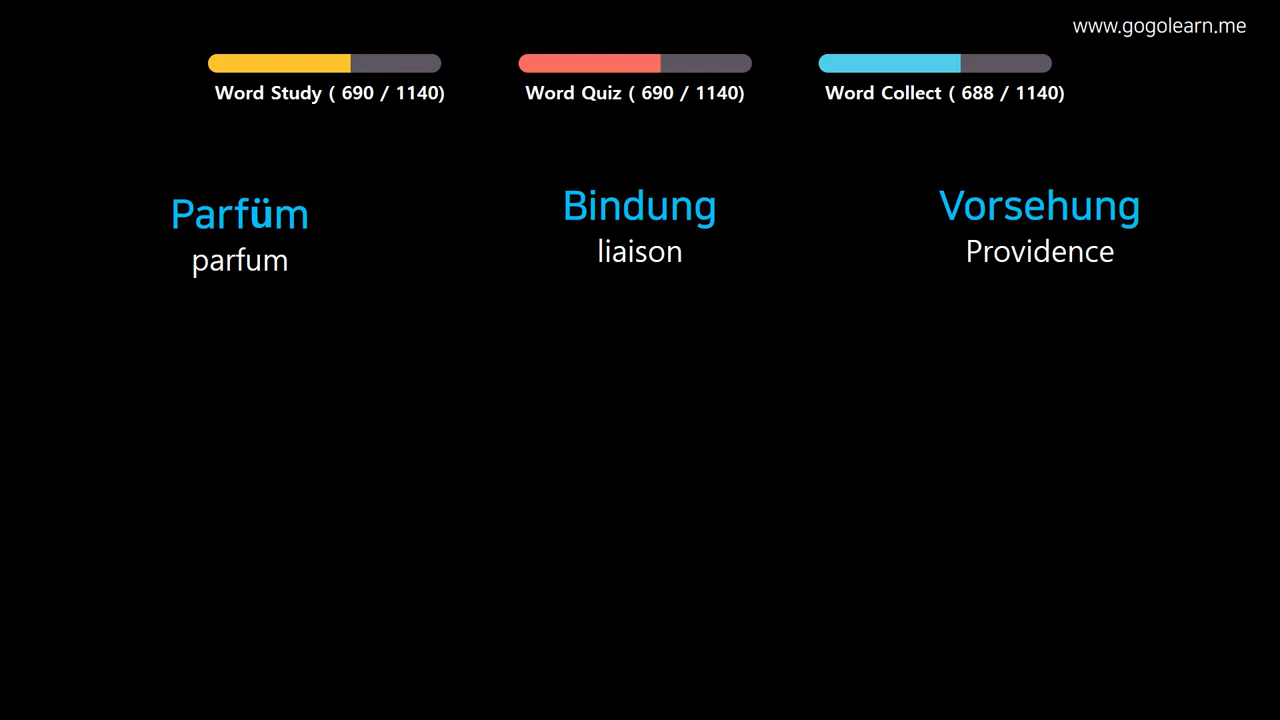 www.gogolearn.me
Word Study ( 690 / 1140)
Word Quiz ( 690 / 1140)
Word Collect ( 688 / 1140)
Parfüm
parfum
Bindung
liaison
Vorsehung
Providence